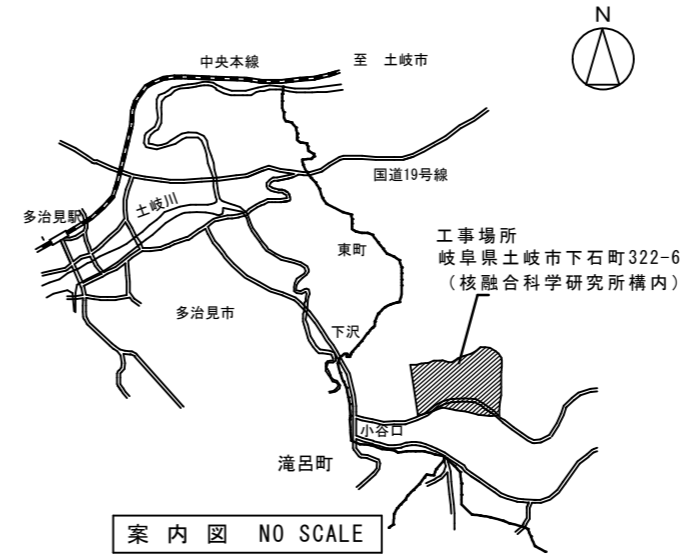 N
中央本線
至 土岐市
国道19号線
土岐川
多治見駅
東町
工事場所
岐阜県土岐市下石町322-6
（核融合科学研究所構内）
多治見市
下沢
小谷口
滝呂町
案 内 図 NO SCALE